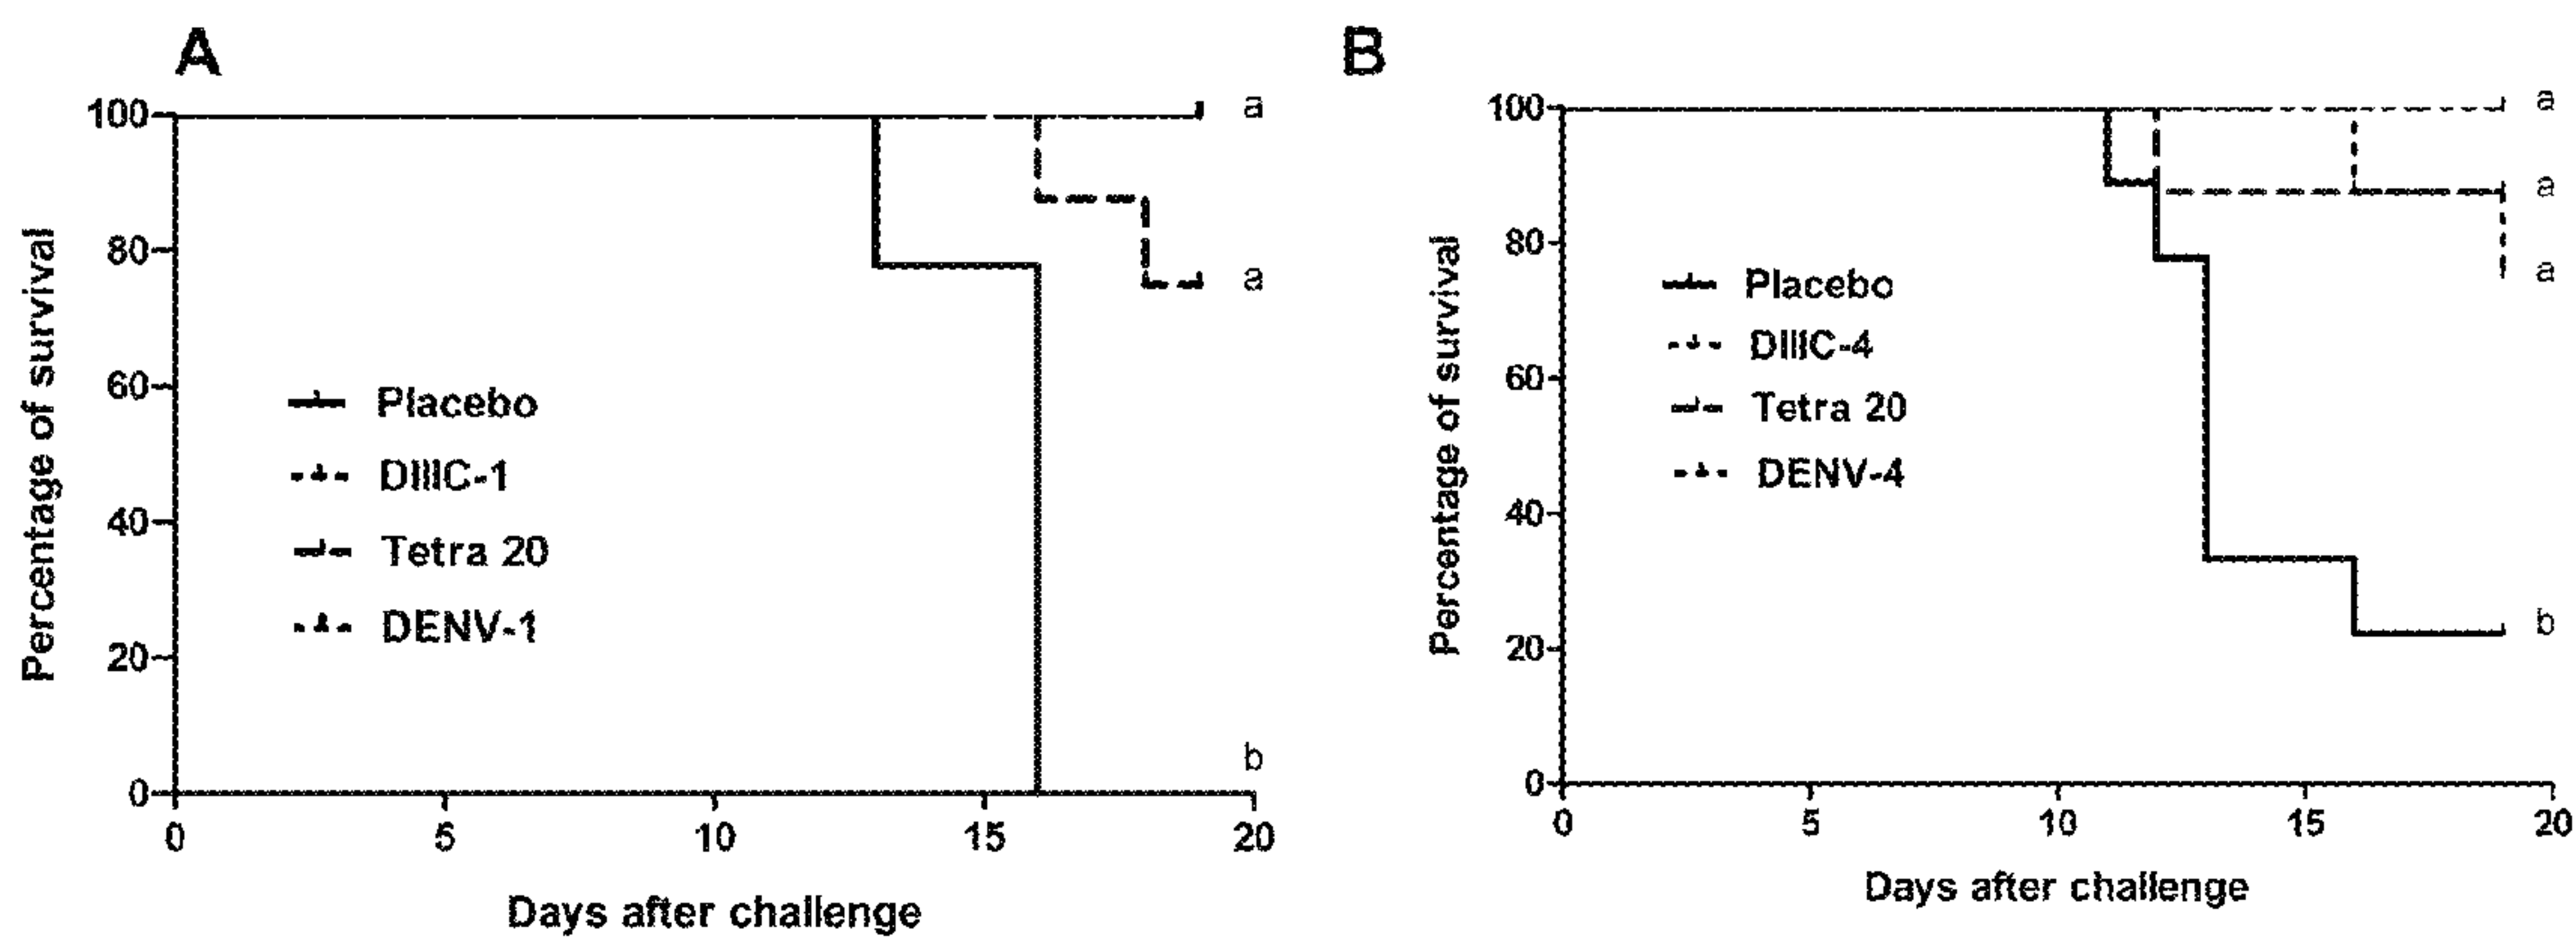 A
Percentage of survival
100
80
60
40
20
0
0 5 10 15 20
Days after challenge
Placebo
DIIIC-1
Tetra 20
DENV-1
a
a
b
B
Percentage of survival
100
80
60
40
20
0
0 5 10 15 20
Days after challenge
Placebo
DIIIC-4
Tetra 20
DENV-4
a
a
a
b